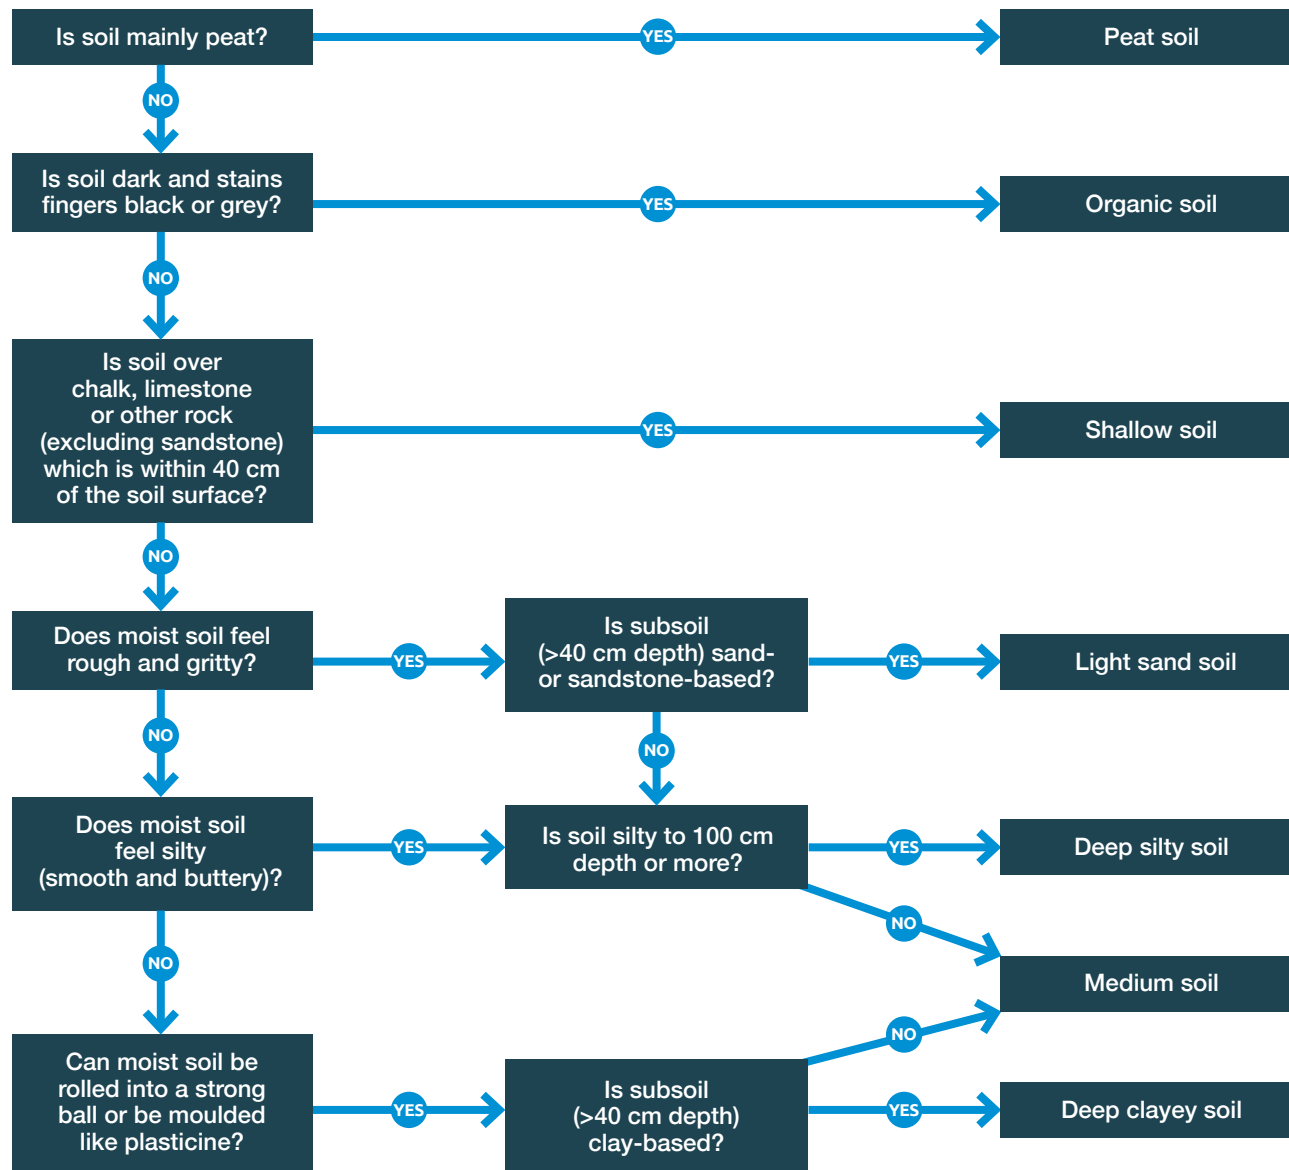 Is soil mainly peat?
YES
Peat soil
NO
Is soil dark and stains
fingers black or grey?
YES
Organic soil
NO
Is soil over
chalk, limestone
or other rock
(excluding sandstone)
which is within 40 cm
of the soil surface?
YES
Shallow soil
NO
Does moist soil feel
rough and gritty?
YES
Is subsoil
(>40 cm depth) sand-
or sandstone-based?
YES
Light sand soil
NO
NO
Does moist soil
feel silty
(smooth and buttery)?
YES
Is soil silty to 100 cm
depth or more?
YES
Deep silty soil
NO
Medium soil
NO
NO
Can moist soil be
rolled into a strong
ball or be moulded
like plasticine?
YES
Is subsoil
(>40 cm depth)
clay-based?
YES
Deep clayey soil